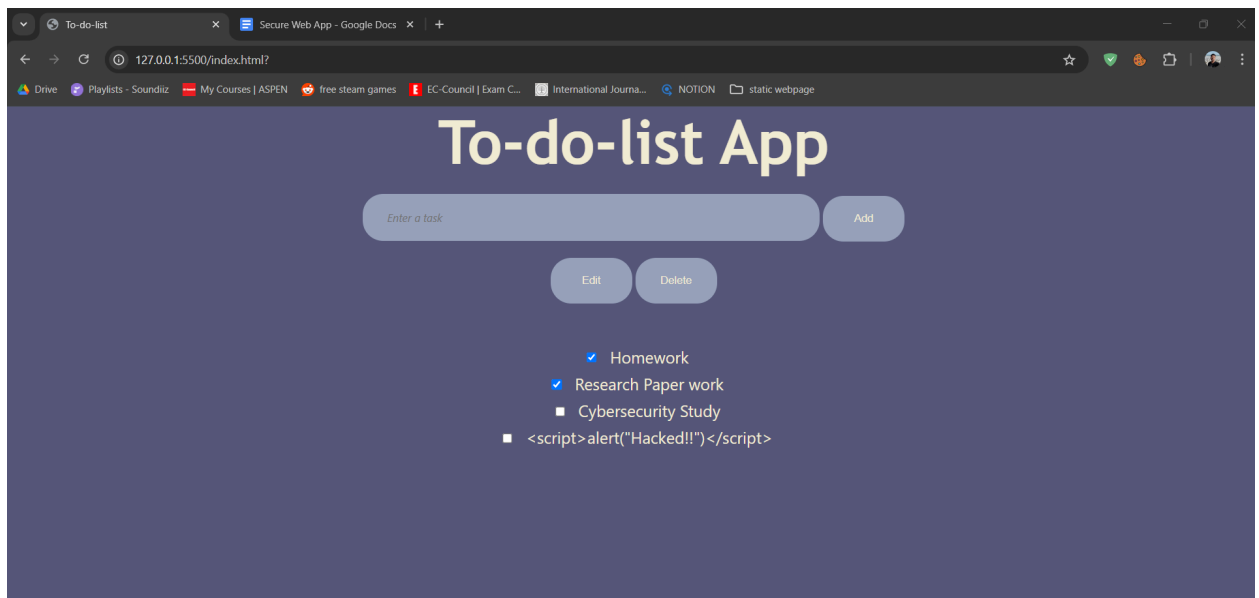 To-do-list
Secure Web App - Google Docs
127.0.0.1:5500/index.html?
Drive Playlists - Soundiiz My Courses | ASPEN free steam games EC-Council | Exam C... International Journa... NOTION static webpage
To-do-list App
Enter a task Add
Edit Delete
Homework
Research Paper work
Cybersecurity Study
<script>alert("Hacked!!")</script>